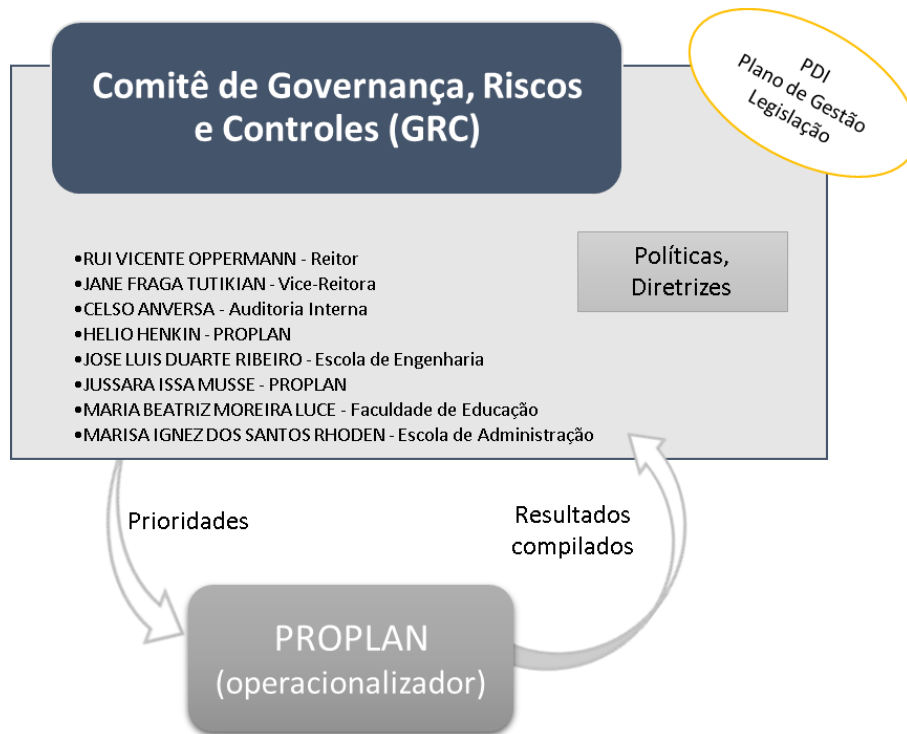 Comitê de Governança, Riscos
e Controles (GRC)
PDI
Plano de Gestão
Legislação
•RUI VICENTE OPPERMANN - Reitor
•JANE FRAGA TUTIKIAN - Vice-Reitora
•CELSO ANVERSA - Auditoria Interna
•HELIO HENKIN - PROPLAN
•JOSE LUIS DUARTE RIBEIRO - Escola de Engenharia
•JUSSARA ISSA MUSSE - PROPLAN
•MARIA BEATRIZ MOREIRA LUCE - Faculdade de Educação
•MARISA IGNEZ DOS SANTOS RHODEN - Escola de Administração
Políticas,
Diretrizes
Prioridades
Resultados
compilados
PROPLAN
(operacionalizador)